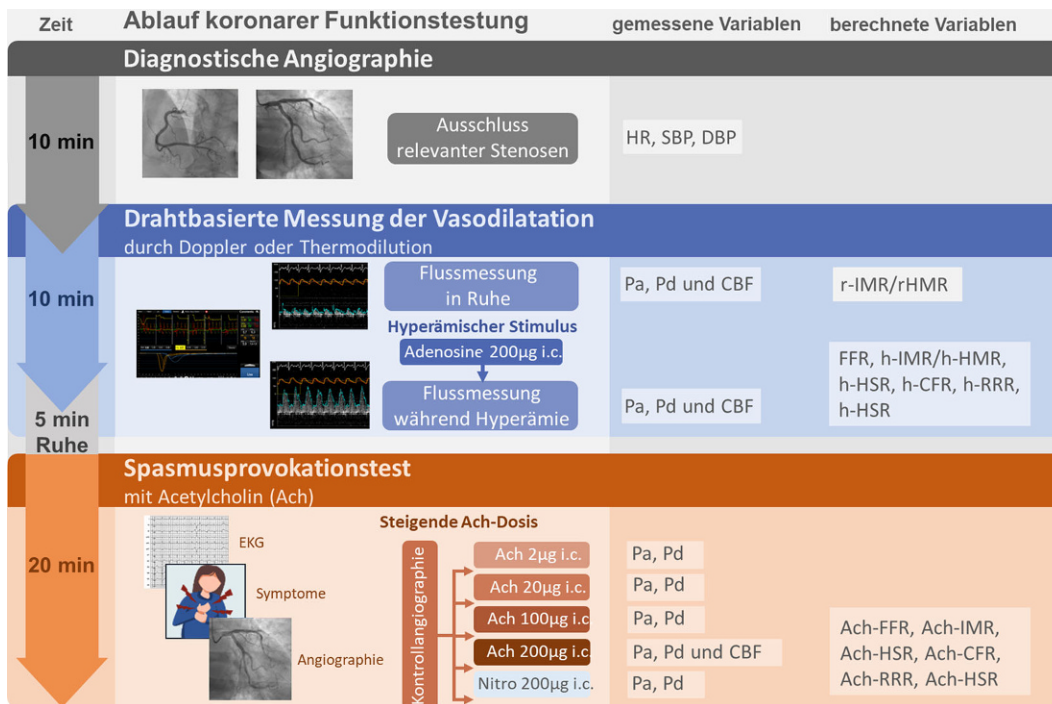 Zeit
Ablauf koronarer Funktionstestung
gemessene Variablen
berechnete Variablen
Diagnostische Angiographie
10 min
Ausschluss
relevanter Stenosen
HR, SBP, DBP
Drahtbasierte Messung der Vasodilatation
durch Doppler oder Thermodilution
10 min
Flussmessung
in Ruhe
Pa, Pd und CBF
r-IMR/rHMR
Hyperämischer Stimulus
Adenosine 200µg i.c.
Flussmessung
während Hyperämie
Pa, Pd und CBF
FFR, h-IMR/h-HMR,
h-HSR, h-CFR, h-RRR,
h-HSR
5 min
Ruhe
Spasmusprovokationstest
mit Acetylcholin (Ach)
20 min
EKG
Symptome
Angiographie
Steigende Ach-Dosis
Kontrollangiographie
Ach 2µg i.c.
Pa, Pd
Ach 20µg i.c.
Pa, Pd
Ach 100µg i.c.
Pa, Pd
Ach 200µg i.c.
Pa, Pd und CBF
Nitro 200µg i.c.
Pa, Pd
Ach-FFR, Ach-IMR,
Ach-HSR, Ach-CFR,
Ach-RRR, Ach-HSR